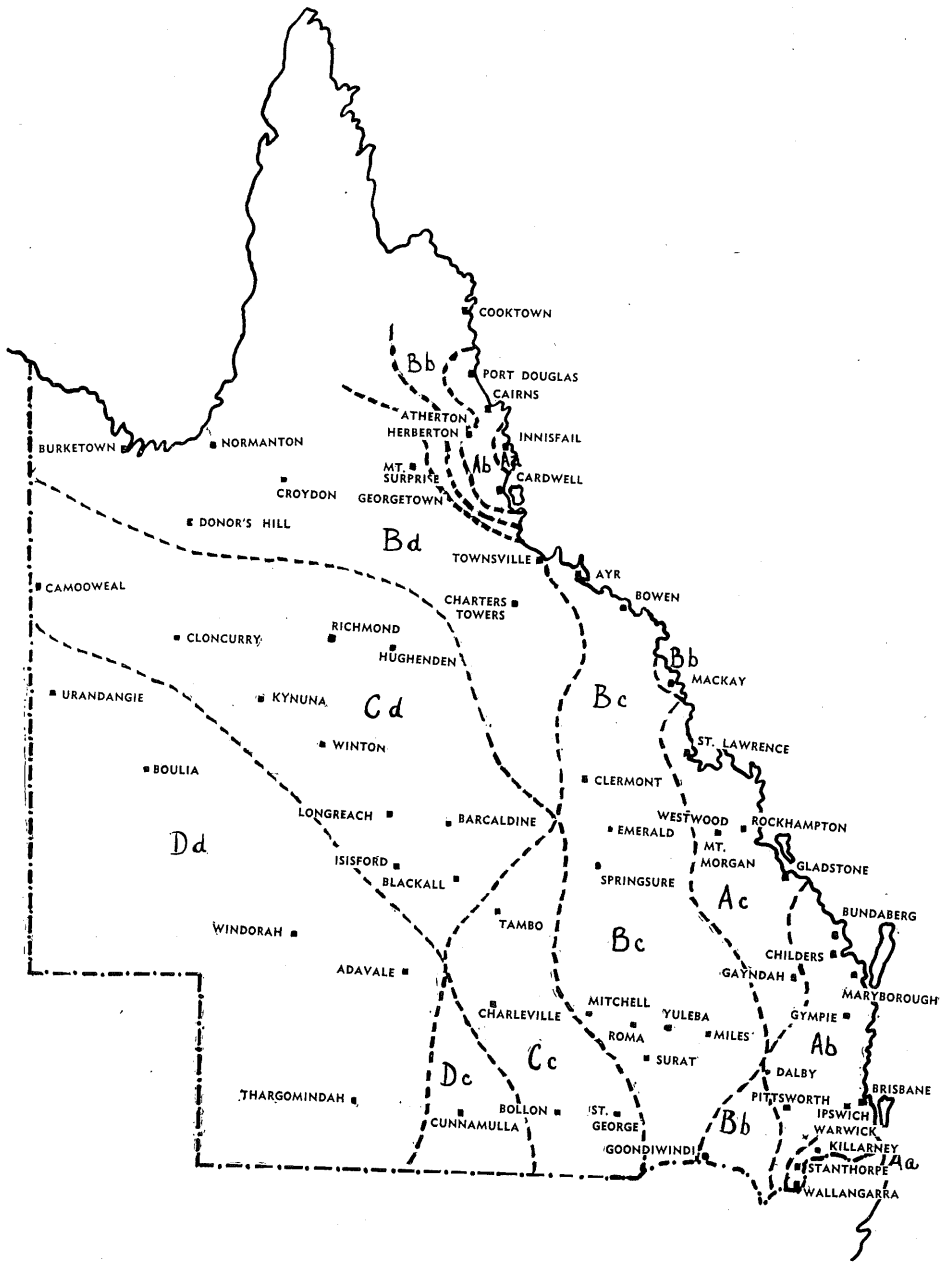 COOKTOWN
Bb
PORT DOUGLAS
CAIRNS
ATHERTON
HERBERTON
INNISFAIL
BURKETOWN
NORMANTON
MT.
SURPRISE
Ab
Aa
CARDWELL
CROYDON
GEORGETOWN
DONOR'S HILL
Bd
TOWNSVILLE
AYR
CAMOOWEAL
CHARTERS
TOWERS
BOWEN
RICHMOND
CLONCURRY
HUGHENDEN
Bb
MACKAY
URANDANGIE
KYNUNA
Cd
Bc
WINTON
ST. LAWRENCE
BOULIA
CLERMONT
LONGREACH
BARCALDINE
EMERALD
WESTWOOD
ROCKHAMPTON
MT.
MORGAN
Dd
ISISFORD
BLACKALL
SPRINGSURE
GLADSTONE
Ac
TAMBO
BUNDABERG
WINDORAH
Bc
CHILDERS
ADAVALE
GAYNDAH
MARYBOROUGH
CHARLEVILLE
MITCHELL
YULEBA
GYMPIE
ROMA
MILES
Ab
SURAT
Cc
Dc
DALBY
BRISBANE
THARGOMINDAH
PITTSWORTH
IPSWICH
CUNNAMULLA
BOLLON
ST.
GEORGE
Bb
WARWICK
GOONDIWINDI
KILLARNEY
Aa
STANTHORPE
WALLANGARRA